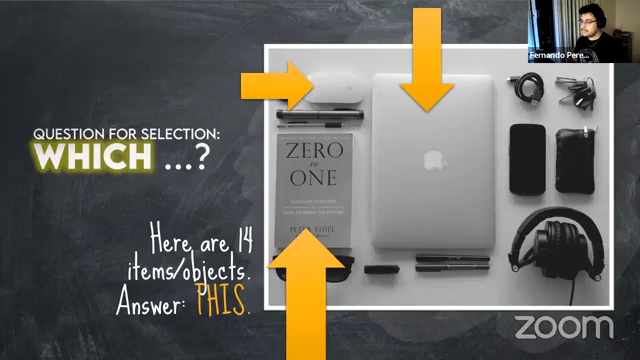 Fernando Pere...
QUESTION FOR SELECTION:
WHICH ...?
Here are 14
items/objects.
Answer: THIS.
ZERO
to
ONE
PETER THIEL
zoom